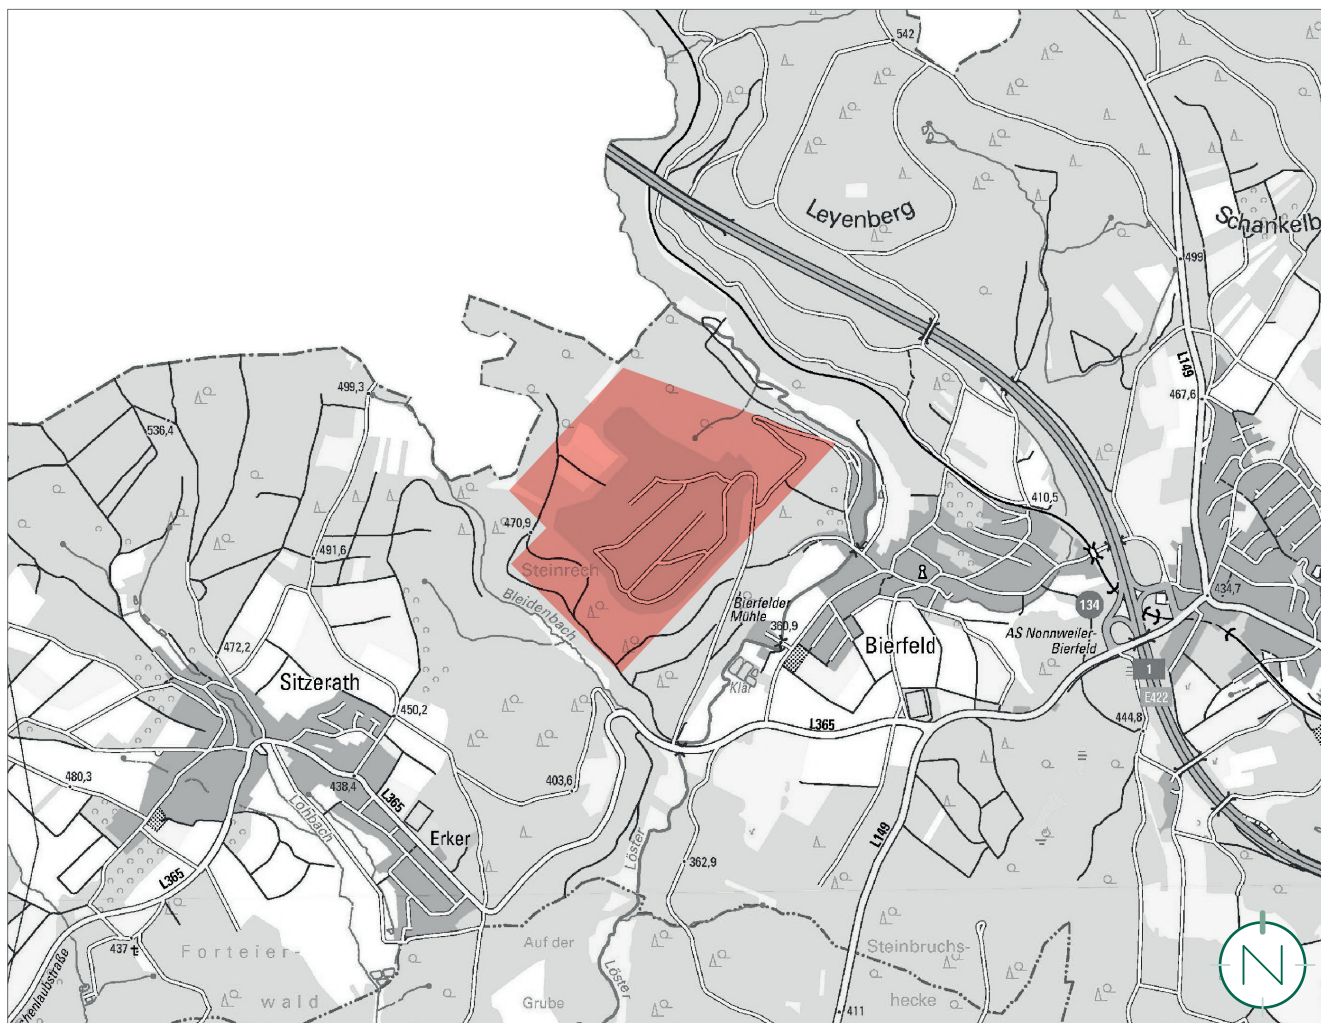 542
Leyenberg
Schankelb
499
L149
467,6
499,3
536,4
470,9
491,6
410,5
Steinrech
Bleidenbach
Bierfelder
Mühle
360,9
134
434,7
AS Nonnweiler-
Bierfeld
Bierfeld
1
E422
Klär
472,2
Sitzerath
450,2
L365
444,8
480,3
438,4
403,6
L365
Lohnbach
Erker
Löster
362,9
L149
L365
437
Forteier-
wald
Auf der
Grube
Löster
Steinbruchs-
hecke
411
chenlaubstraße
N